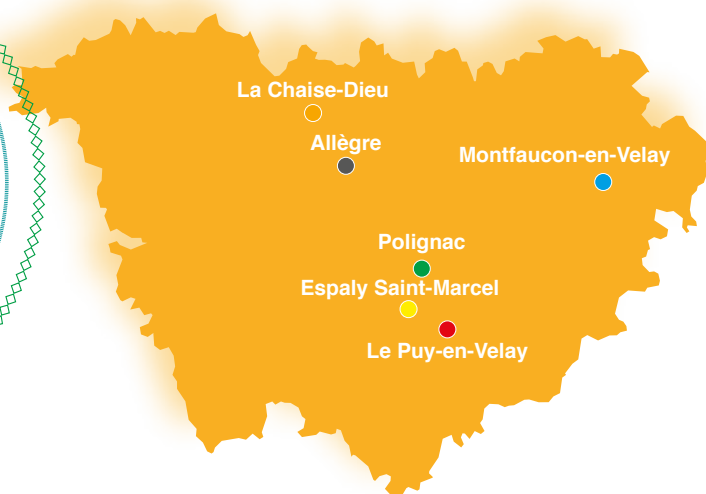 La Chaise-Dieu
Allègre
Montfaucon-en-Velay
Polignac
Espaly Saint-Marcel
Le Puy-en-Velay